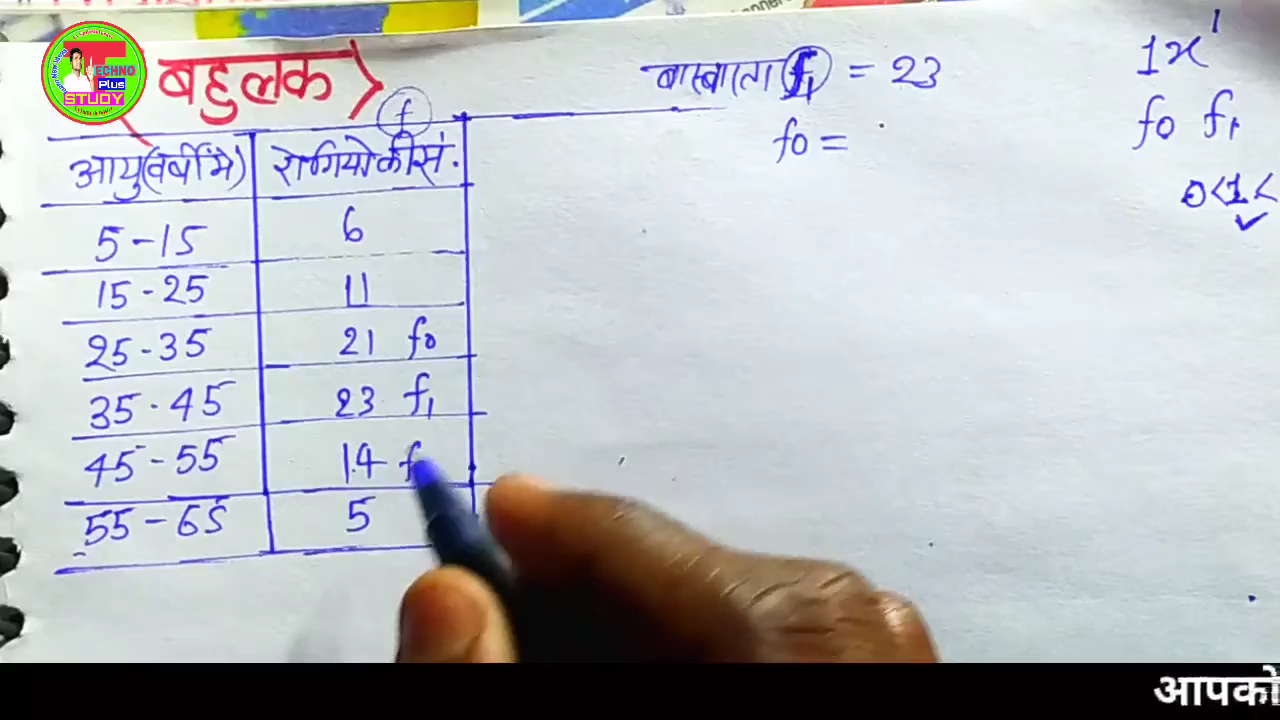 TECHNO
Plus
STUDY
बहुलक
f
बारबारता (f1) = 23
f0 =
1x¹
f0 f1
0<1<
आयु(वर्षो मे) रोगियो की सं.
5-15 6
15-25 11
25-35 21 f0
35-45 23 f1
45-55 14 f
55-65 5
आपको